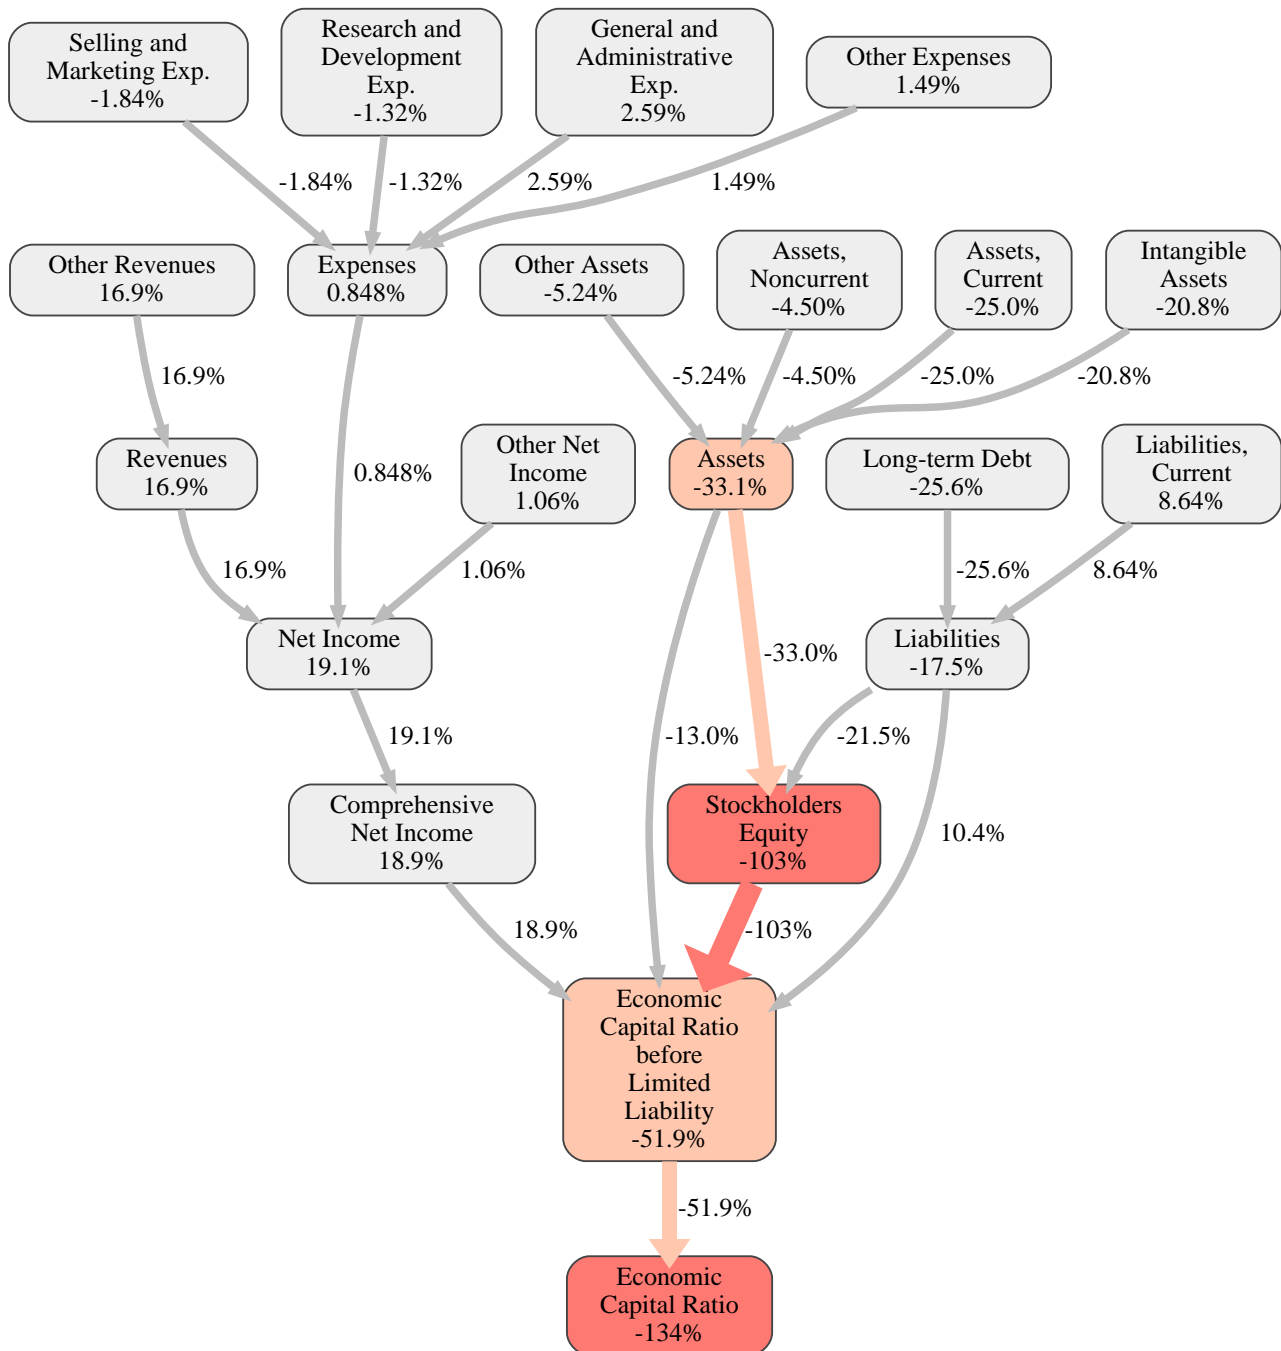 Selling and
Marketing Exp.
-1.84%
Research and
Development
Exp.
-1.32%
General and
Administrative
Exp.
2.59%
Other Expenses
1.49%
-1.84%
-1.32%
2.59%
1.49%
Other Revenues
16.9%
Expenses
0.848%
Other Assets
-5.24%
Assets,
Noncurrent
-4.50%
Assets,
Current
-25.0%
Intangible
Assets
-20.8%
16.9%
-5.24%
-4.50%
-25.0%
-20.8%
Revenues
16.9%
0.848%
Other Net
Income
1.06%
Assets
-33.1%
Long-term Debt
-25.6%
Liabilities,
Current
8.64%
16.9%
1.06%
-25.6%
8.64%
Net Income
19.1%
-33.0%
Liabilities
-17.5%
19.1%
-13.0%
-21.5%
Comprehensive
Net Income
18.9%
Stockholders
Equity
-103%
10.4%
18.9%
-103%
Economic
Capital Ratio
before
Limited
Liability
-51.9%
-51.9%
Economic
Capital Ratio
-134%